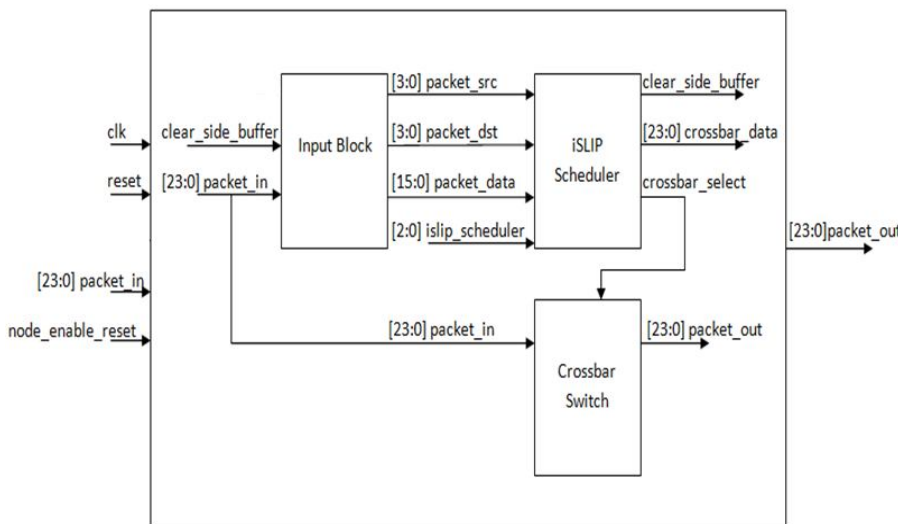 [3:0] packet_src
clear_side_buffer
clk
clear_side_buffer
Input Block
[3:0] packet_dst
iSLIP
Scheduler
[23:0] crossbar_data
reset
[23:0] packet_in
[15:0] packet_data
crossbar_select
[2:0] islip_scheduler
[23:0]packet_out
[23:0] packet_in
node_enable_reset
[23:0] packet_in
[23:0] packet_out
Crossbar
Switch